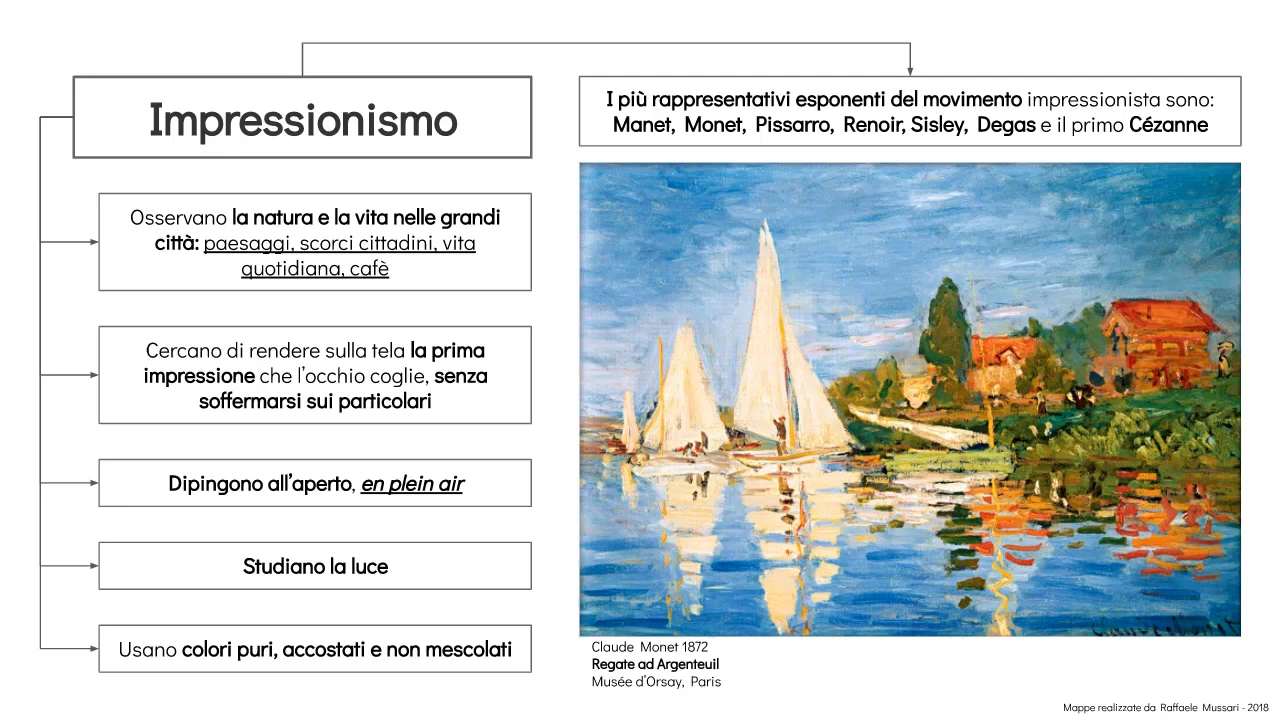 Impressionismo
I più rappresentativi esponenti del movimento impressionista sono:
Manet, Monet, Pissarro, Renoir, Sisley, Degas e il primo Cézanne
Osservano la natura e la vita nelle grandi
città: paesaggi, scorci cittadini, vita
quotidiana, cafè
Cercano di rendere sulla tela la prima
impressione che l'occhio coglie, senza
soffermarsi sui particolari
Dipingono all'aperto, en plein air
Studiano la luce
Usano colori puri, accostati e non mescolati
Claude Monet 1872
Regate ad Argenteuil
Musée d'Orsay, Paris
Mappe realizzate da Raffaele Mussari - 2018